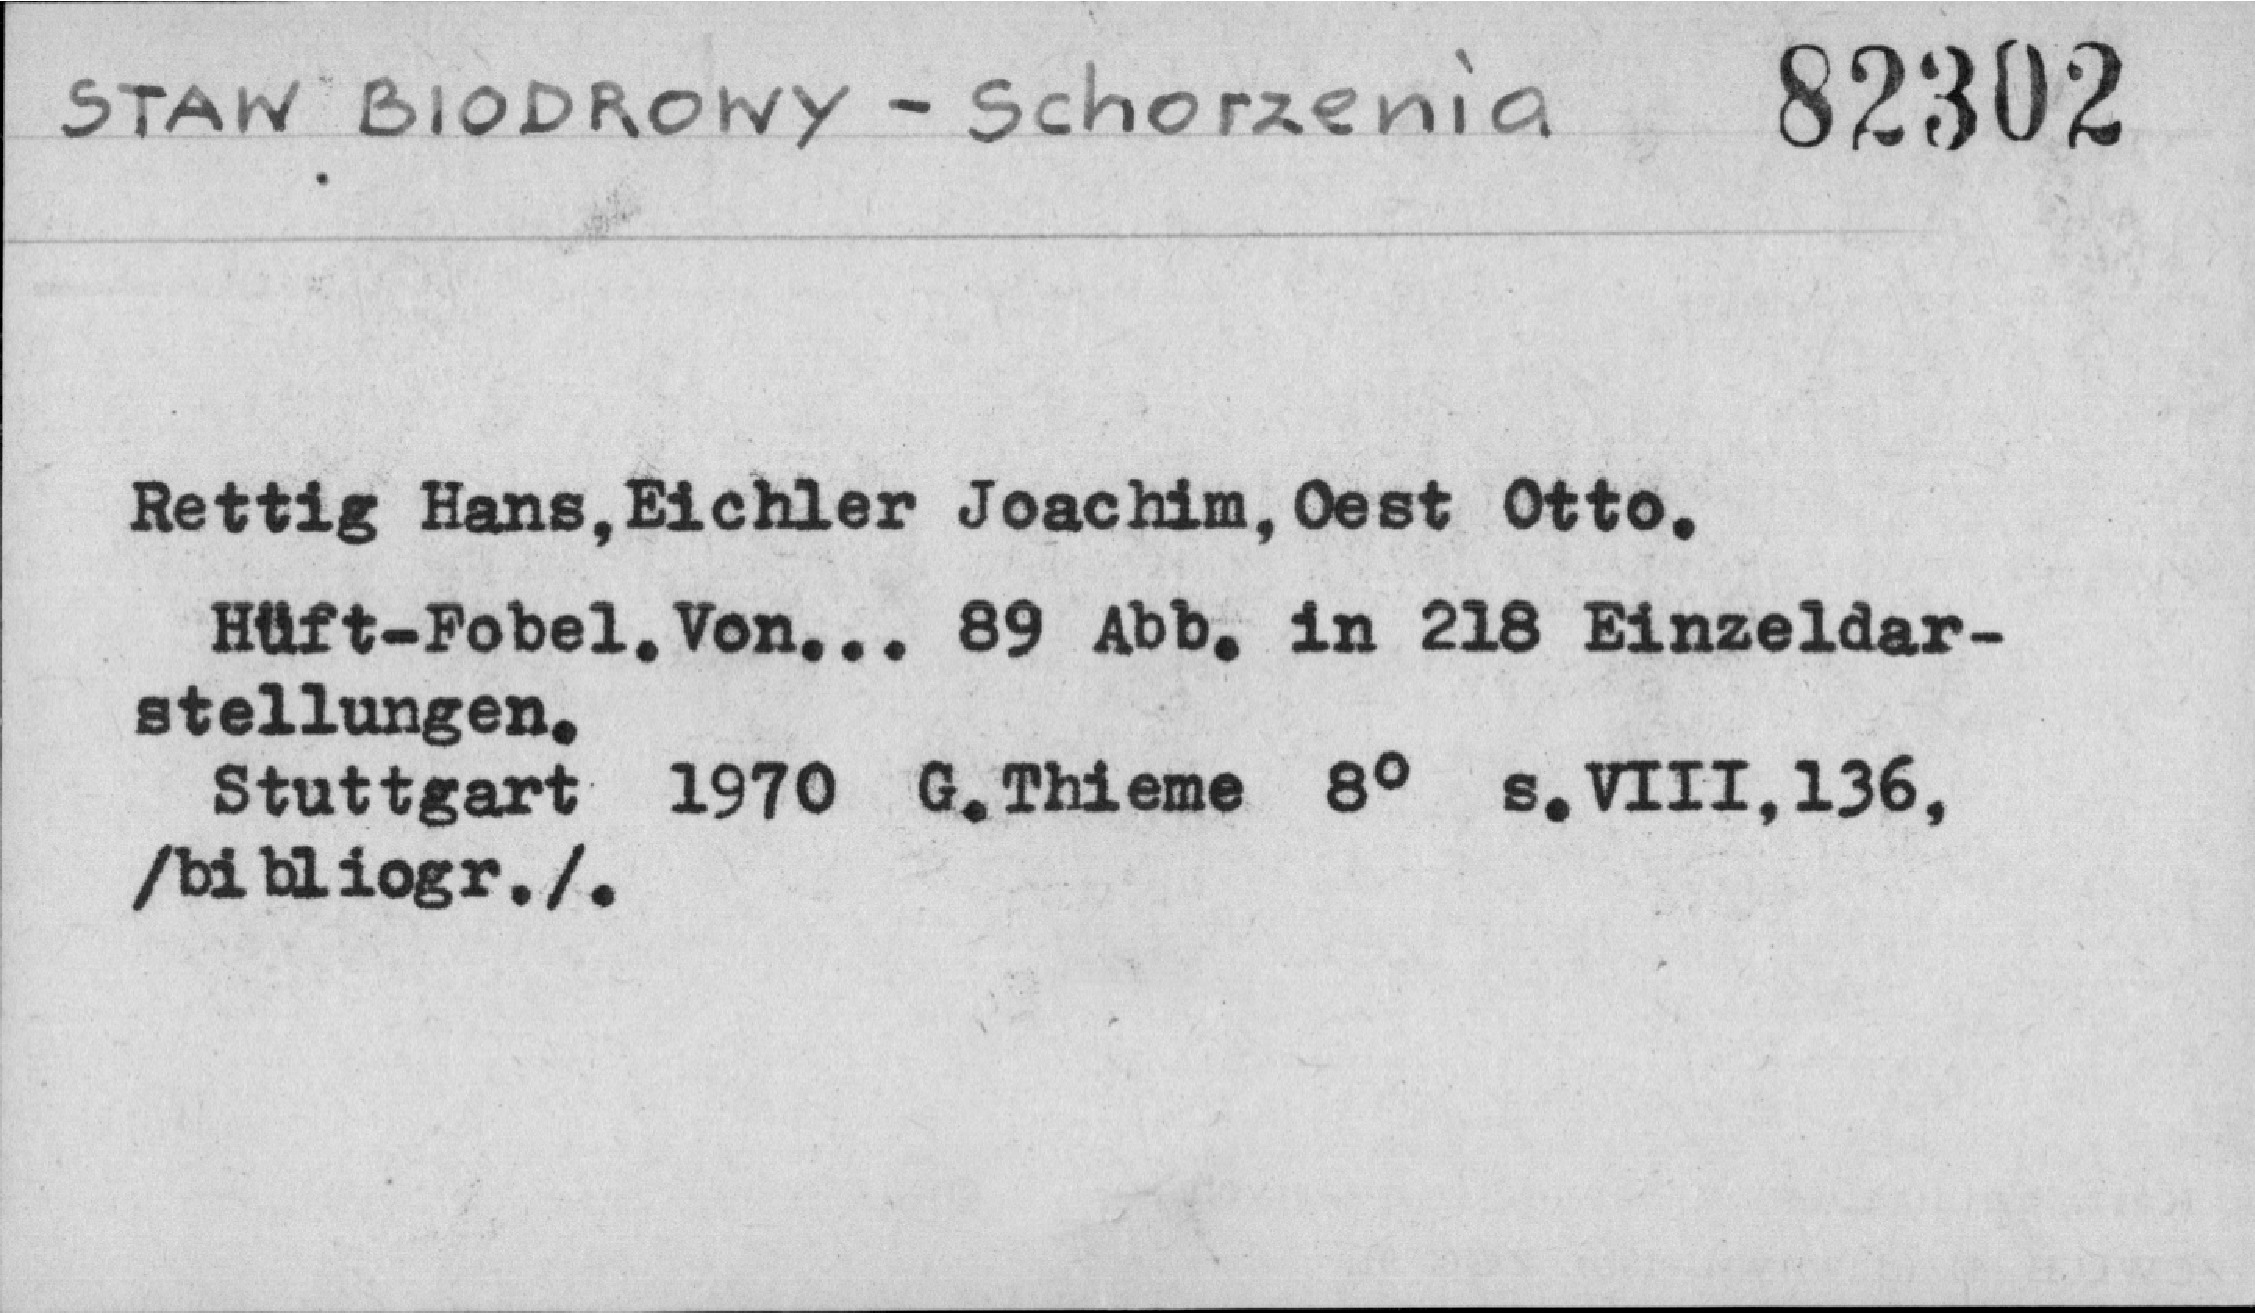 STAW BIODROWY - Schorzenia 82302
Rettig Hans,Eichler Joachim,Oest Otto.
Hüft-Fobel.Von... 89 Abb. in 218 Einzeldar-
stellungen.
Stuttgart 1970 G.Thieme 8° s.VIII,136,
/bibliogr./.